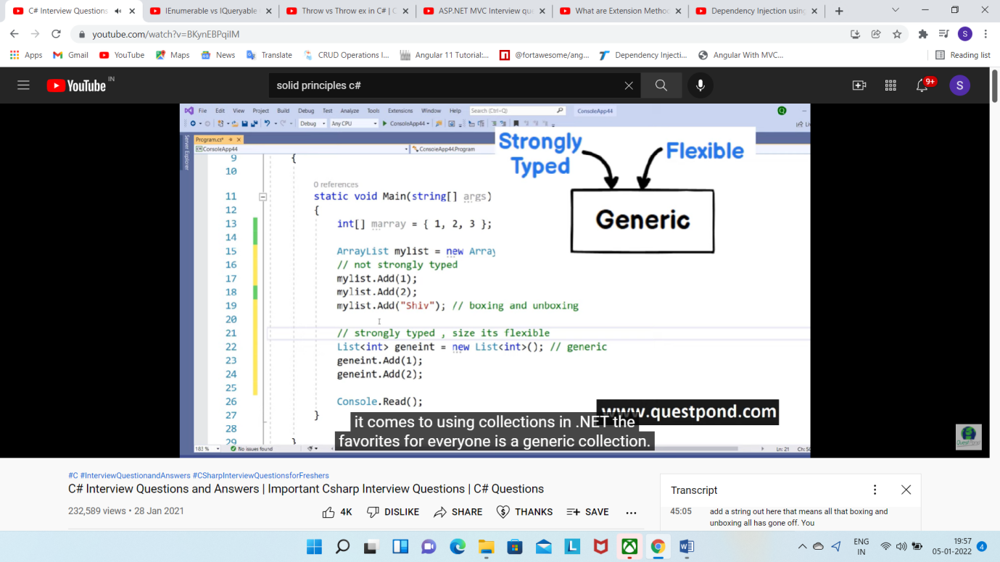 C# Interview Questions
IEnumerable vs IQueryable
Throw vs Throw ex in C# | C
ASP.NET MVC Interview que
What are Extension Metho
Dependency Injection using
youtube.com/watch?v=BKynEBPqiIM
S
Apps
Gmail
YouTube
Maps
News
Translate
CRUD Operations I...
Angular 11 Tutorial:...
@fortawesome/ang...
Dependency Injecti...
Angular With MVC...
Reading list
YouTube IN
solid principles c#
9+
S
File Edit View Project Build Debug Test Analyze Tools Extensions Window Help Search (Ctrl+Q) ConsoleApp44
Debug Any CPU ConsoleApp44
Server Explorer
Program.cs*
ConsoleApp44 ConsoleApp44.Program
Strongly
Typed
Flexible
Generic
9 {
10
0 references
11 static void Main(string[] args)
12 {
13 int[] marray = { 1, 2, 3 };
14
15 ArrayList mylist = new Array
16 // not strongly typed
17 mylist.Add(1);
18 mylist.Add(2);
19 mylist.Add("Shiv"); // boxing and unboxing
20
21 // strongly typed , size its flexible
22 List<int> geneint = new List<int>(); // generic
23 geneint.Add(1);
24 geneint.Add(2);
25
26 Console.Read();
27 }
28
29 }
www.questpond.com
it comes to using collections in .NET the
favorites for everyone is a generic collection.
183 % No issues found Ln: 21
#C #InterviewQuestionandAnswers #CSharpInterviewQuestionsforFreshers
C# Interview Questions and Answers | Important Csharp Interview Questions | C# Questions
232,589 views • 28 Jan 2021
4K DISLIKE SHARE THANKS SAVE
Transcript
45:05 add a string out here that means all that boxing and
unboxing all has gone off. You
ENG
IN
19:57
05-01-2022
4